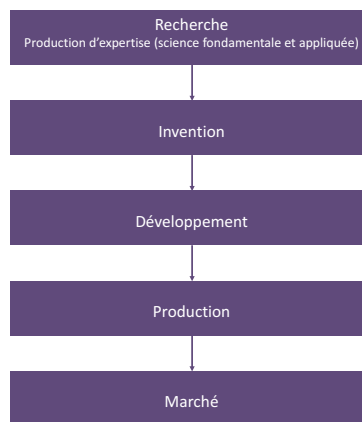 Recherche
Production d’expertise (science fondamentale et appliquée)
Invention
Développement
Production
Marché